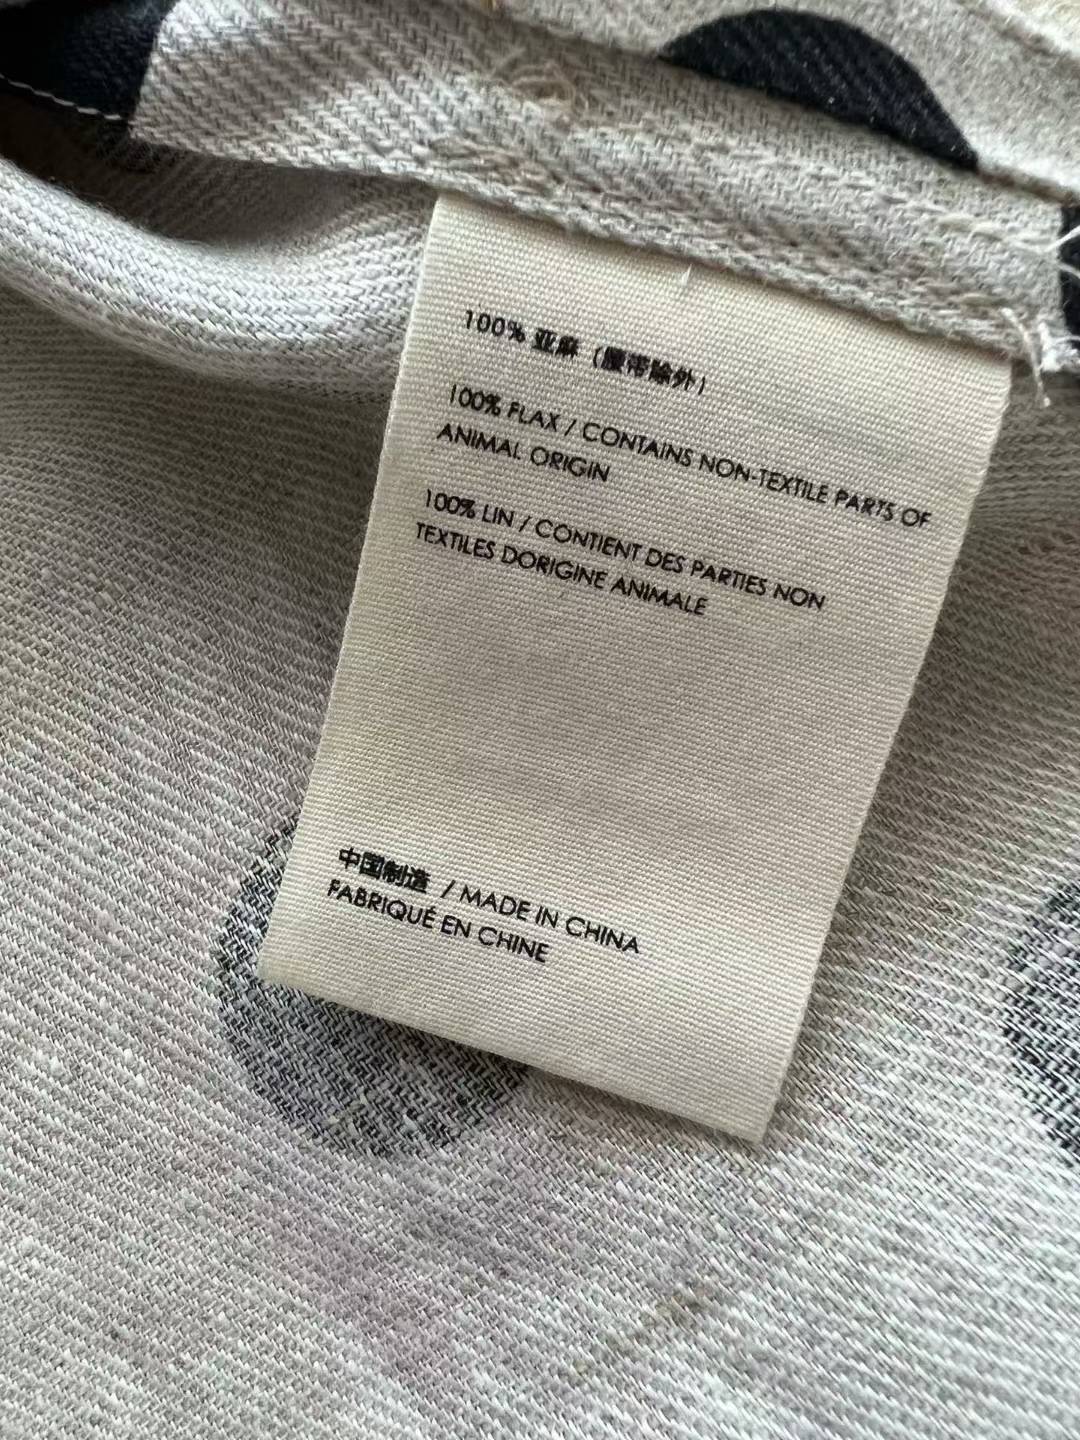 100% 亚麻（腰带除外）
100% FLAX / CONTAINS NON-TEXTILE PARTS OF
ANIMAL ORIGIN
100% LIN / CONTIENT DES PARTIES NON
TEXTILES DORIGINE ANIMALE
中国制造 / MADE IN CHINA
FABRIQUÉ EN CHINE